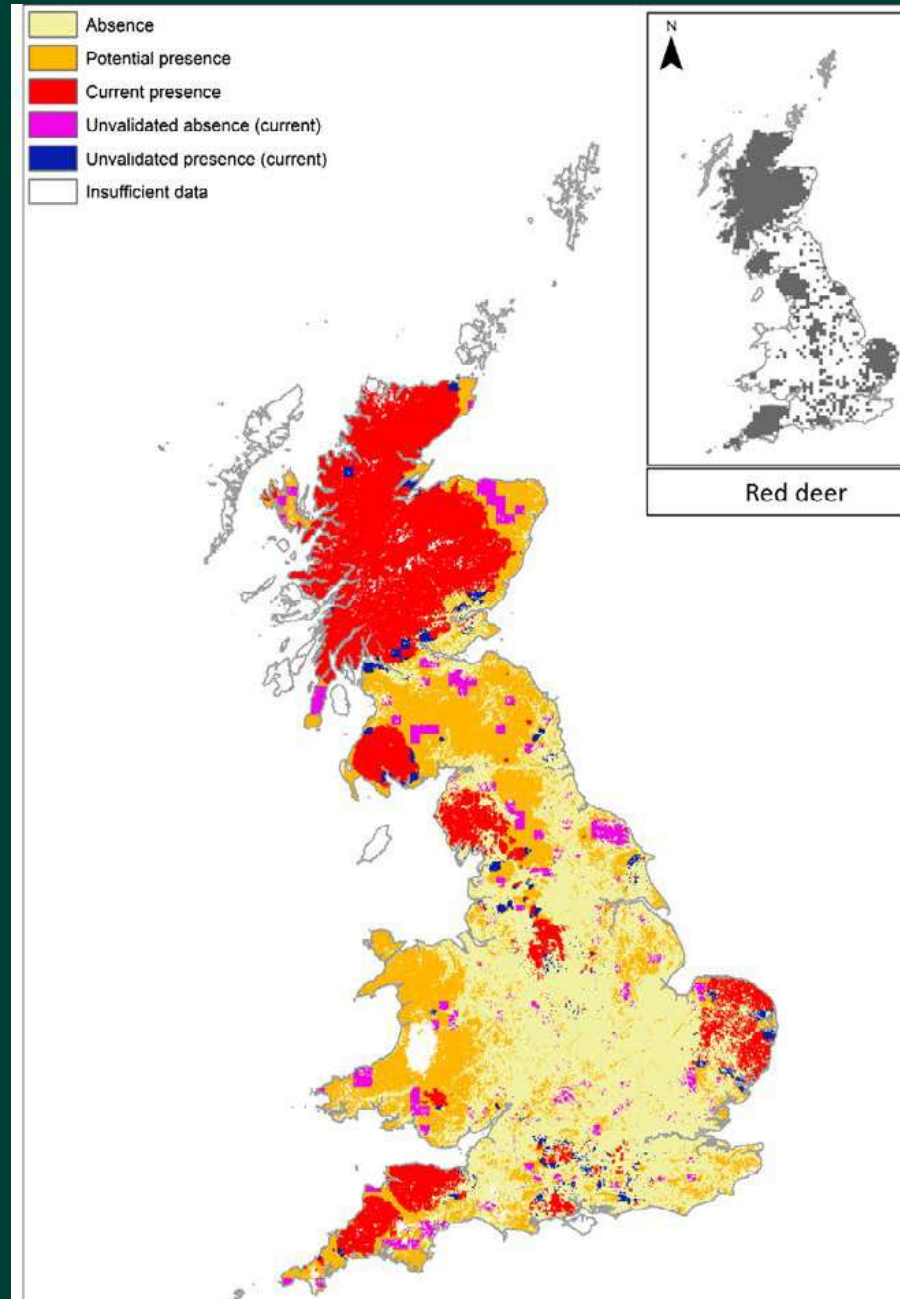 Absence
Potential presence
Current presence
Unvalidated absence (current)
Unvalidated presence (current)
Insufficient data
N
Red deer